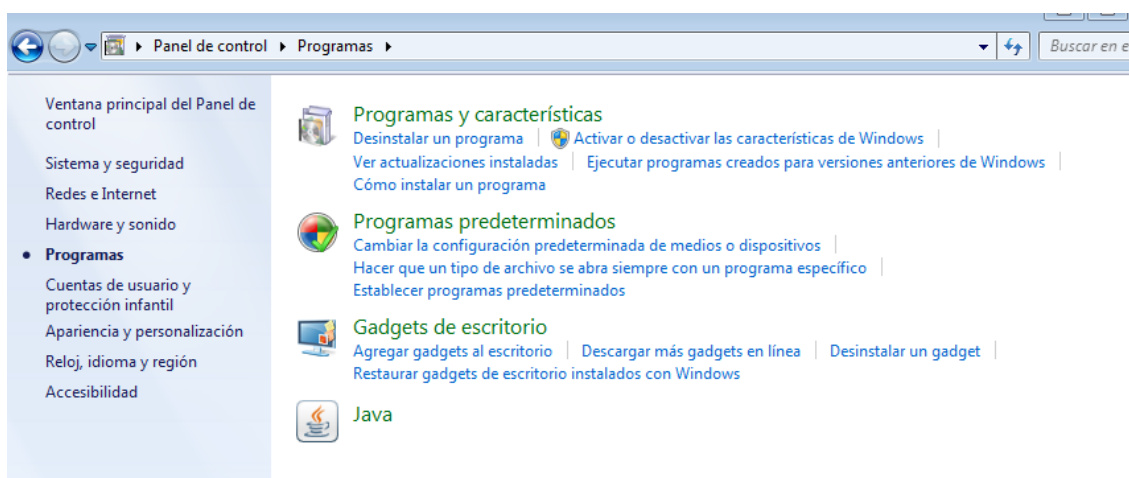 Panel de control Programas
Buscar en e
Ventana principal del Panel de
control
Sistema y seguridad
Redes e Internet
Hardware y sonido
Programas
Cuentas de usuario y
protección infantil
Apariencia y personalización
Reloj, idioma y región
Accesibilidad
Programas y características
Desinstalar un programa Activar o desactivar las características de Windows
Ver actualizaciones instaladas Ejecutar programas creados para versiones anteriores de Windows
Cómo instalar un programa
Programas predeterminados
Cambiar la configuración predeterminada de medios o dispositivos
Hacer que un tipo de archivo se abra siempre con un programa específico
Establecer programas predeterminados
Gadgets de escritorio
Agregar gadgets al escritorio Descargar más gadgets en línea Desinstalar un gadget
Restaurar gadgets de escritorio instalados con Windows
Java